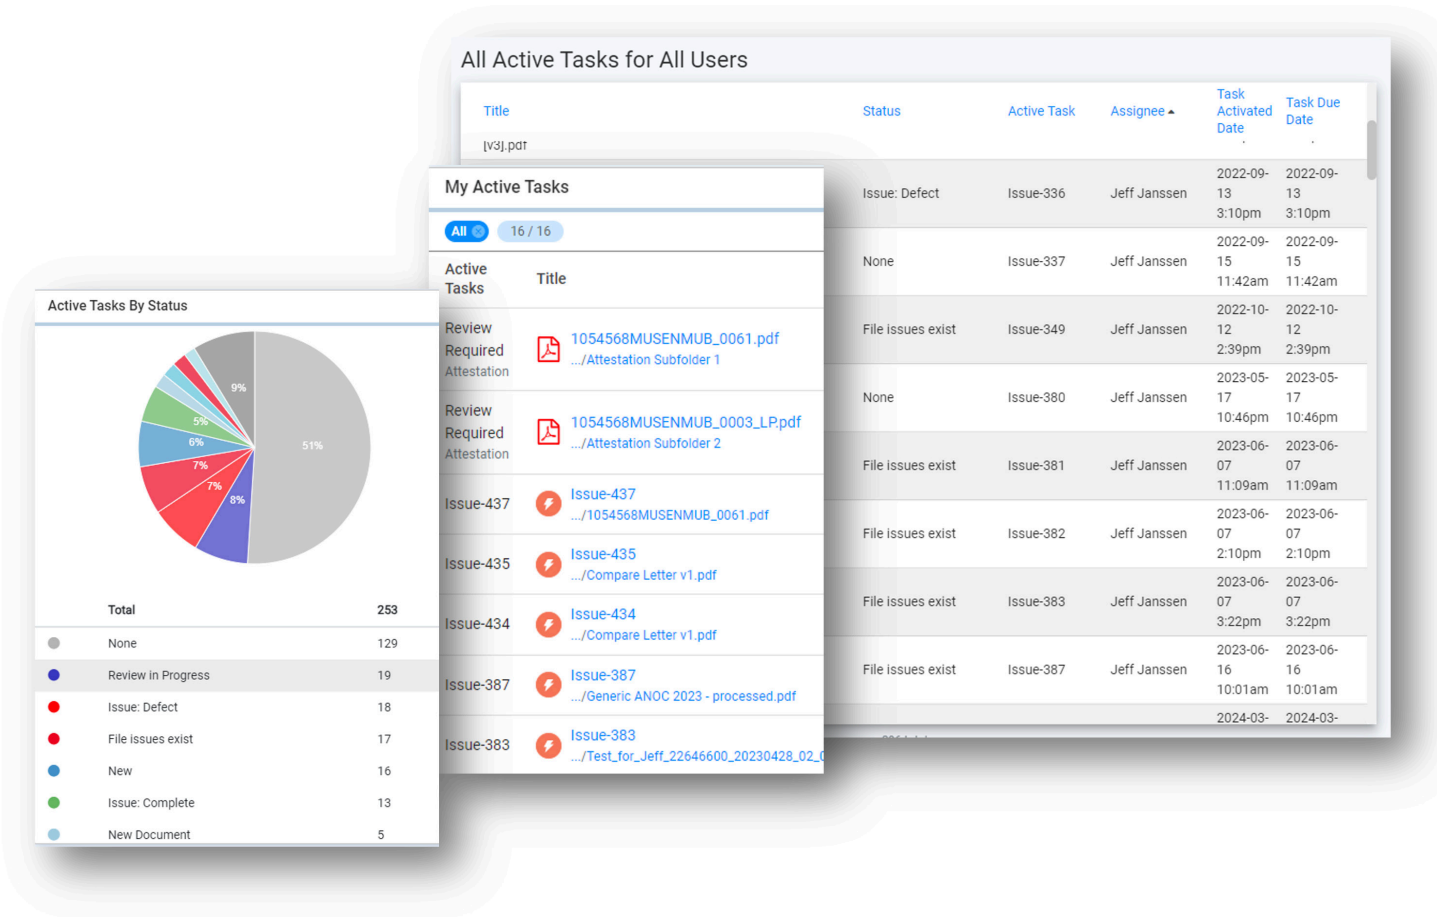 All Active Tasks for All Users
Title Status Active Task Assignee Task Activated Date Task Due Date
[v3].pdf
Issue: Defect Issue-336 Jeff Janssen 2022-09-13 3:10pm 2022-09-13 3:10pm
None Issue-337 Jeff Janssen 2022-09-15 11:42am 2022-09-15 11:42am
File issues exist Issue-349 Jeff Janssen 2022-10-12 2:39pm 2022-10-12 2:39pm
None Issue-380 Jeff Janssen 2023-05-17 10:46pm 2023-05-17 10:46pm
File issues exist Issue-381 Jeff Janssen 2023-06-07 11:09am 2023-06-07 11:09am
File issues exist Issue-382 Jeff Janssen 2023-06-07 2:10pm 2023-06-07 2:10pm
File issues exist Issue-383 Jeff Janssen 2023-06-07 3:22pm 2023-06-07 3:22pm
File issues exist Issue-387 Jeff Janssen 2023-06-16 10:01am 2023-06-16 10:01am
2024-03- 2024-03-
My Active Tasks
All 16 / 16
Active Tasks Title
Review Required Attestation
1054568MUSENMUB_0061.pdf
.../Attestation Subfolder 1
Review Required Attestation
1054568MUSENMUB_0003_LP.pdf
.../Attestation Subfolder 2
Issue-437 Issue-437
.../1054568MUSENMUB_0061.pdf
Issue-435 Issue-435
.../Compare Letter v1.pdf
Issue-434 Issue-434
.../Compare Letter v1.pdf
Issue-387 Issue-387
.../Generic ANOC 2023 - processed.pdf
Issue-383 Issue-383
.../Test_for_Jeff_22646600_20230428_02_
Active Tasks By Status
9%
51%
5%
6%
7%
7%
8%
Total 253
None 129
Review in Progress 19
Issue: Defect 18
File issues exist 17
New 16
Issue: Complete 13
New Document 5